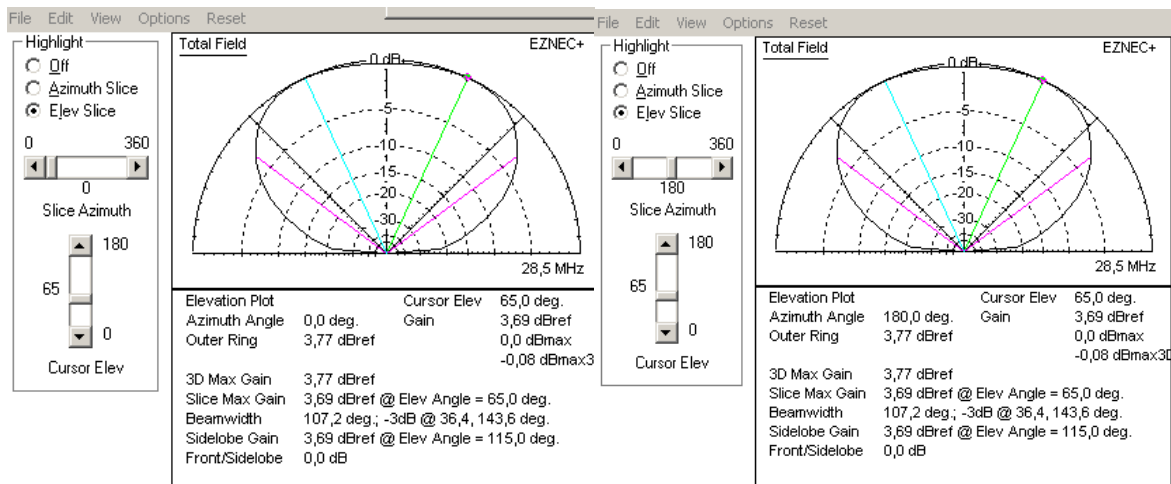 File Edit View Options Reset
Highlight
Off
Azimuth Slice
Elev Slice
0 360
0
Slice Azimuth
180
65
0
Cursor Elev
Total Field EZNEC+
0 dB
-5
-10
-15
-20
-30
28,5 MHz
Elevation Plot Cursor Elev 65,0 deg.
Azimuth Angle 0,0 deg. Gain 3,69 dBref
Outer Ring 3,77 dBref 0,0 dBmax
-0,08 dBmax3
3D Max Gain 3,77 dBref
Slice Max Gain 3,69 dBref @ Elev Angle = 65,0 deg.
Beamwidth 107,2 deg.; -3dB @ 36,4, 143,6 deg.
Sidelobe Gain 3,69 dBref @ Elev Angle = 115,0 deg.
Front/Sidelobe 0,0 dB
File Edit View Options Reset
Highlight
Off
Azimuth Slice
Elev Slice
0 360
180
Slice Azimuth
180
65
0
Cursor Elev
Total Field EZNEC+
0 dB
-5
-10
-15
-20
-30
28,5 MHz
Elevation Plot Cursor Elev 65,0 deg.
Azimuth Angle 180,0 deg. Gain 3,69 dBref
Outer Ring 3,77 dBref 0,0 dBmax
-0,08 dBmax3D
3D Max Gain 3,77 dBref
Slice Max Gain 3,69 dBref @ Elev Angle = 65,0 deg.
Beamwidth 107,2 deg.; -3dB @ 36,4, 143,6 deg.
Sidelobe Gain 3,69 dBref @ Elev Angle = 115,0 deg.
Front/Sidelobe 0,0 dB